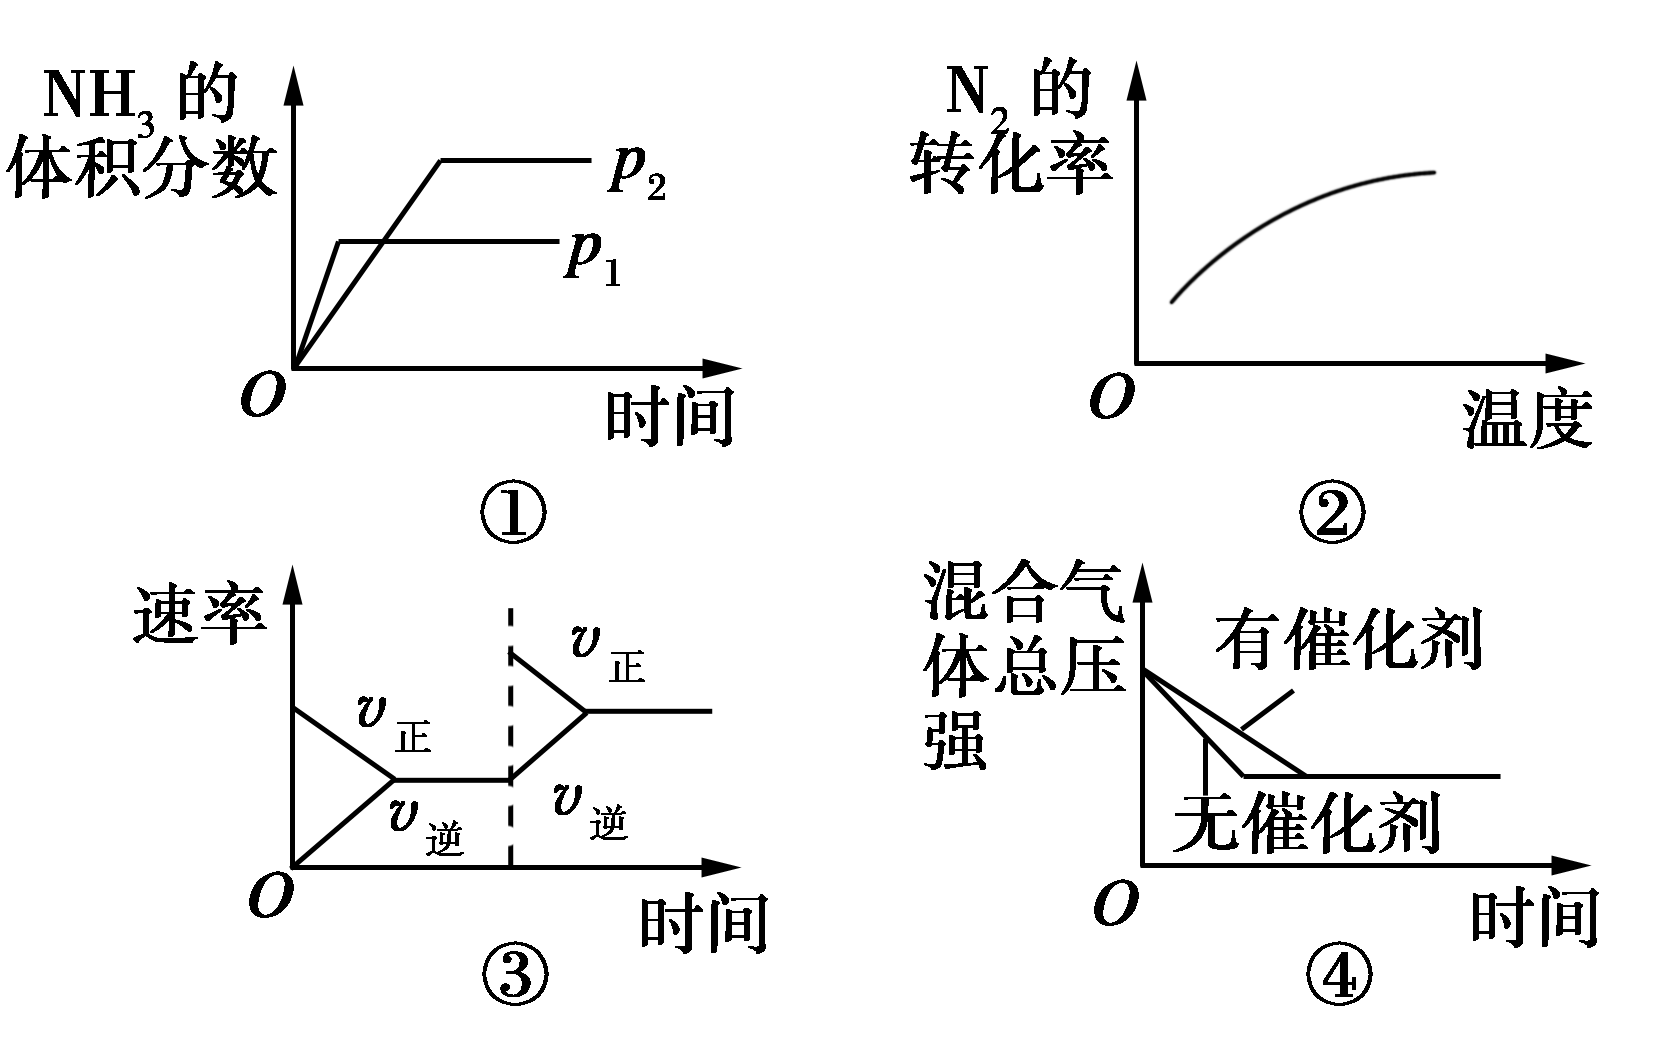 NH₃ 的
体积分数
p₂
p₁
O
时间
①
N₂ 的
转化率
O
温度
②
速率
v正
v正
v逆
v逆
O
时间
③
混合气
体总压
强
有催化剂
无催化剂
O
时间
④